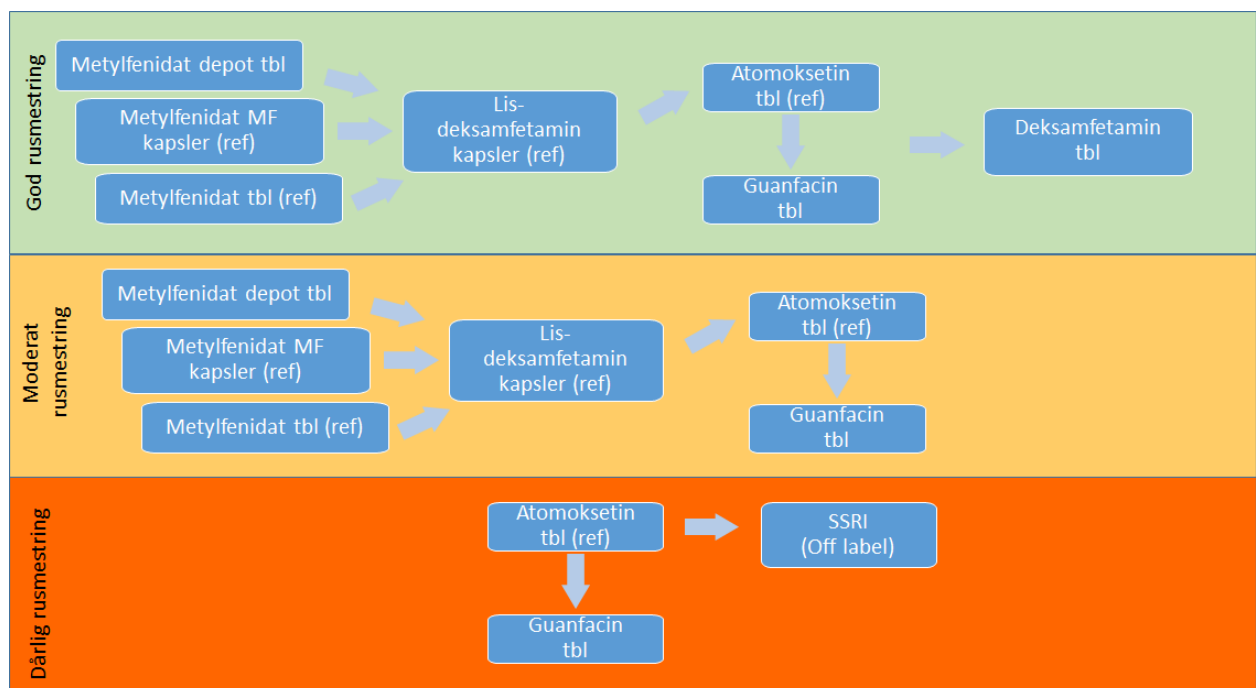 God rusmestring
Metylfenidat depot tbl
Metylfenidat MF
kapsler (ref)
Metylfenidat tbl (ref)
Lis-
deksamfetamin
kapsler (ref)
Atomoksetin
tbl (ref)
Guanfacin
tbl
Deksamfetamin
tbl
Moderat
rusmestring
Metylfenidat depot tbl
Metylfenidat MF
kapsler (ref)
Metylfenidat tbl (ref)
Lis-
deksamfetamin
kapsler (ref)
Atomoksetin
tbl (ref)
Guanfacin
tbl
Dårlig rusmestring
Atomoksetin
tbl (ref)
Guanfacin
tbl
SSRI
(Off label)